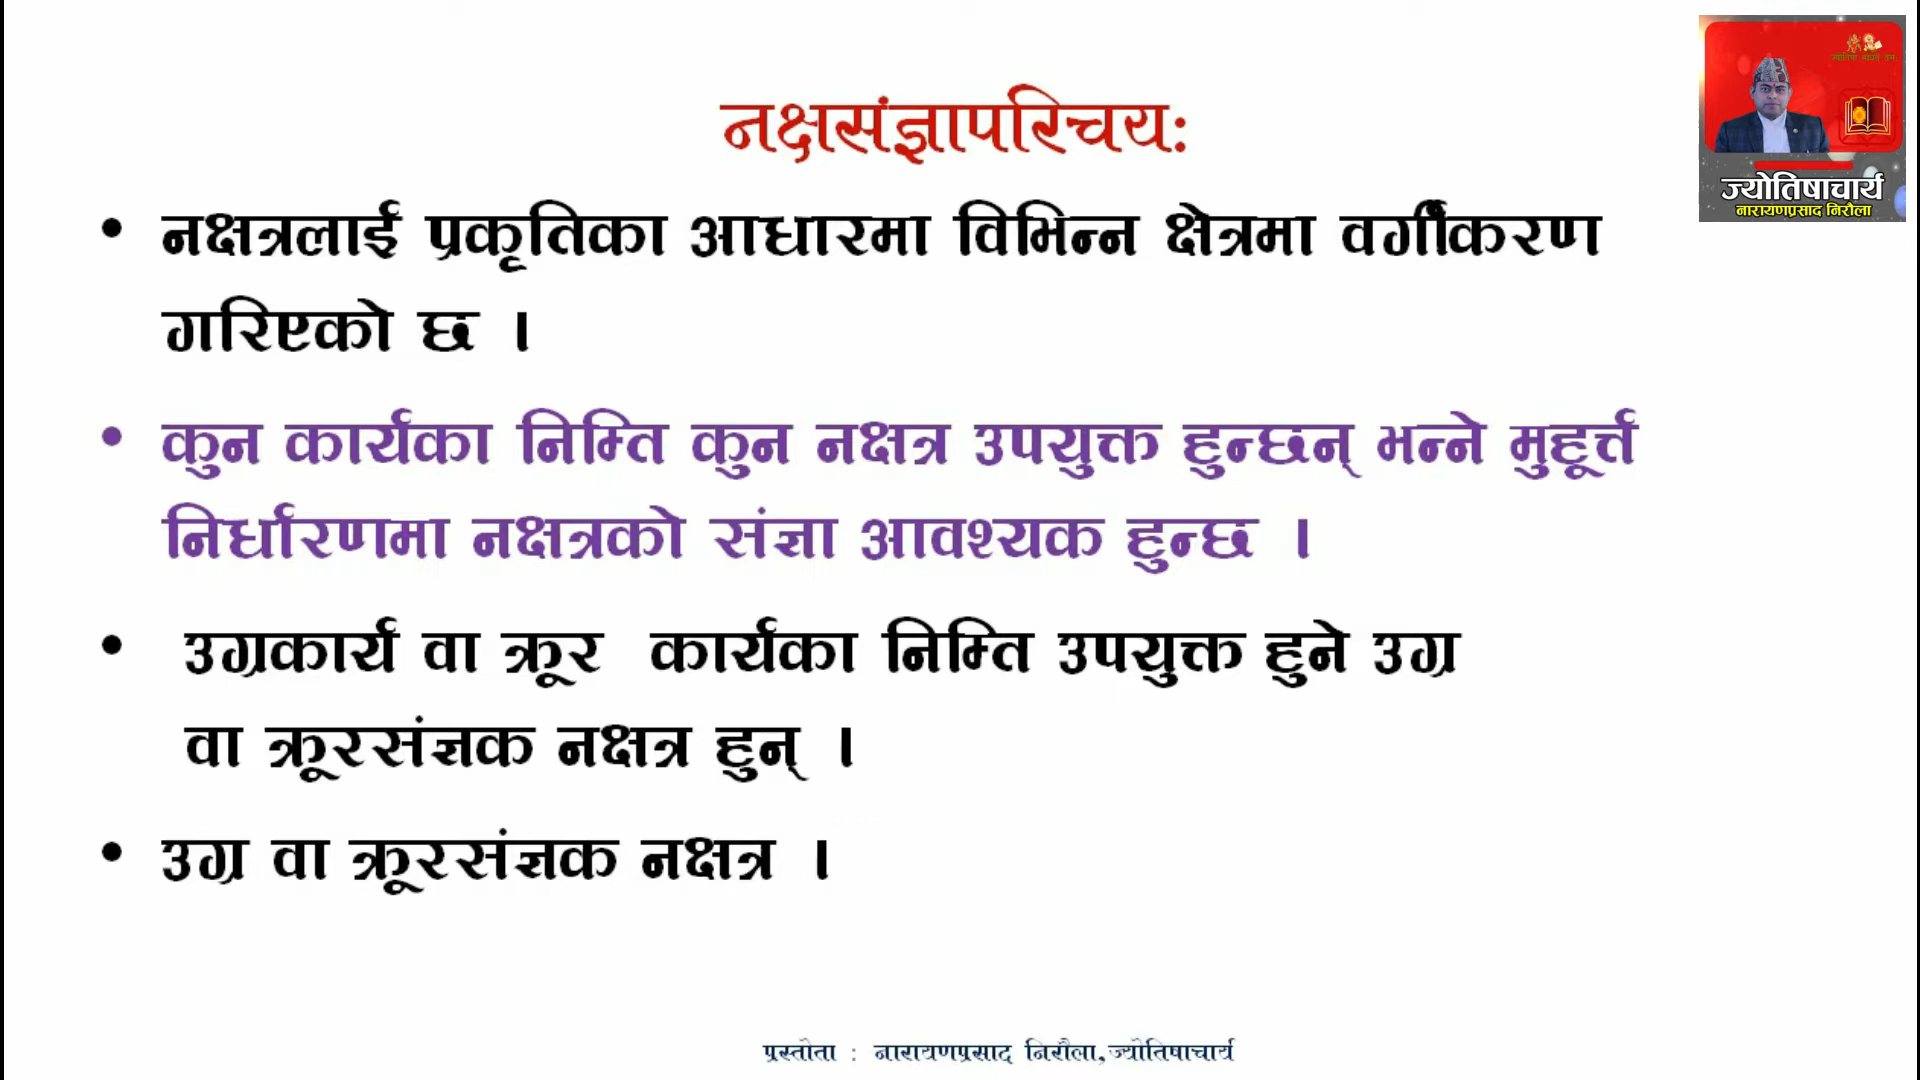 नक्षसंज्ञापरिचय:
• नक्षत्रलाई प्रकृतिका आधारमा विभिन्न क्षेत्रमा वर्गीकरण
गरिएको छ ।
• कुन कार्यका निम्ति कुन नक्षत्र उपयुक्त हुन्छन् भन्ने मुहूर्त्त
निर्धारणमा नक्षत्रको संज्ञा आवश्यक हुन्छ ।
• उग्रकार्य वा क्रूर कार्यका निम्ति उपयुक्त हुने उग्र
वा क्रूरसंज्ञक नक्षत्र हुन् ।
• उग्र वा क्रूरसंज्ञक नक्षत्र ।
प्रस्तोता : नारायणप्रसाद निरौला,ज्योतिषाचार्य
ज्योतिषाचार्य
नारायणप्रसाद निरौला